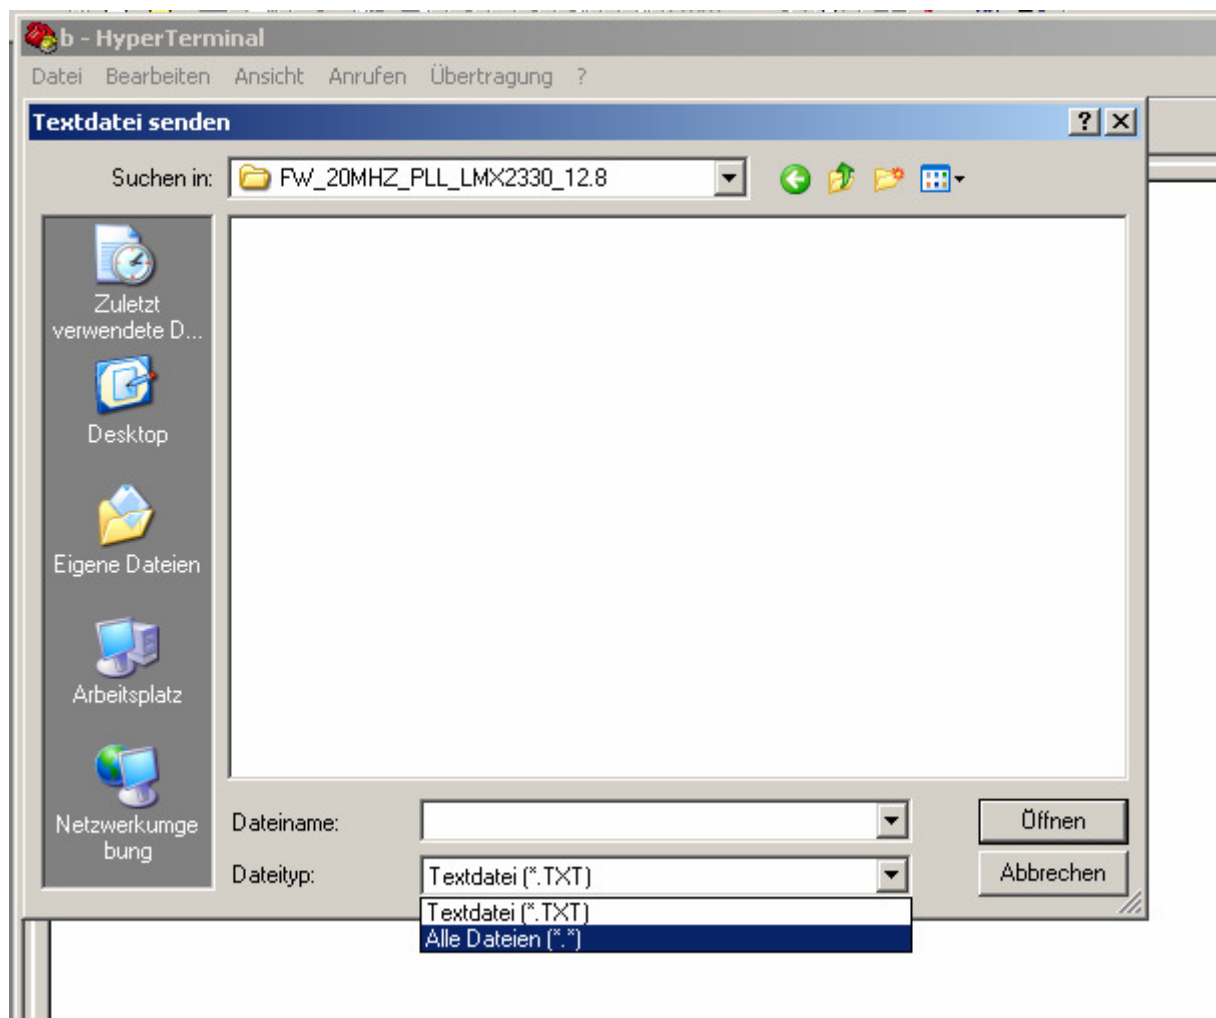 b - HyperTerminal
Datei Bearbeiten Ansicht Anrufen Übertragung ?
Textdatei senden
Suchen in: FW_20MHZ_PLL_LMX2330_12.8
Zuletzt
verwendete D...
Desktop
Eigene Dateien
Arbeitsplatz
Netzwerkumge
bung
Dateiname:
Öffnen
Dateityp: Textdatei (*.TXT)
Abbrechen
Textdatei (*.TXT)
Alle Dateien (*.*)